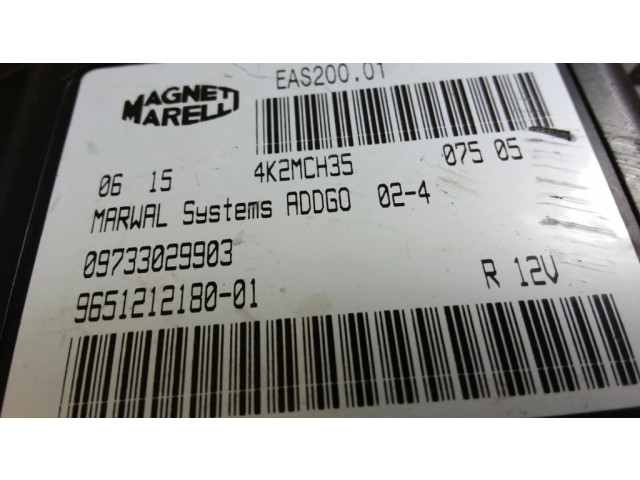 EAS200.01
MAGNETI
MARELLI
06 15 4K2MCH35 075 05
MARWAL Systems ADDGO 02-4
09733029903
9651212180-01 R 12V